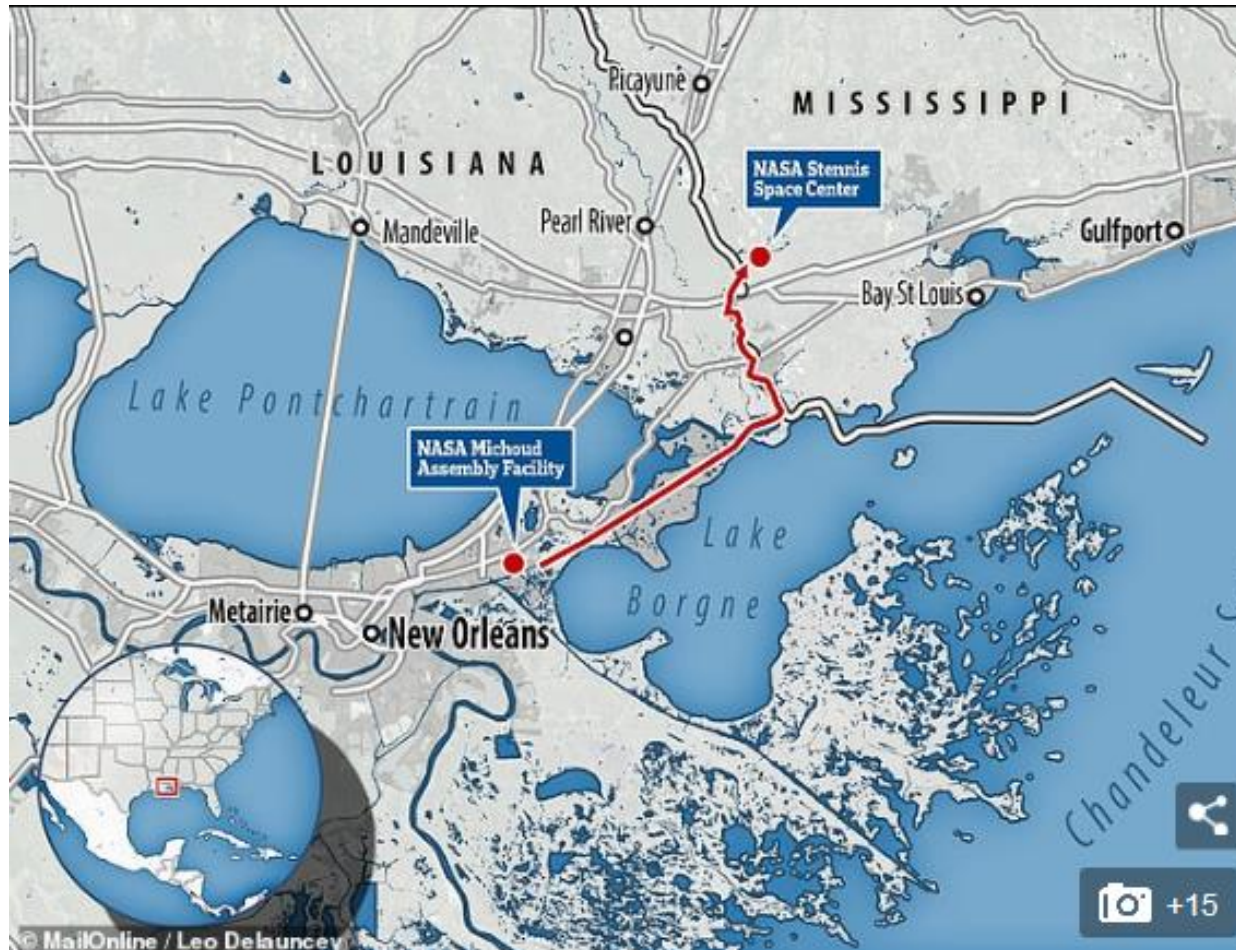 Picayune
MISSISSIPPI
LOUISIANA
NASA Stennis
Space Center
Mandeville
Pearl River
Gulfport
Bay St Louis
Lake Pontchartrain
NASA Michoud
Assembly Facility
Lake
Borgne
Metairie
New Orleans
Chandeleur S
+15
© MailOnline / Leo Delauncey